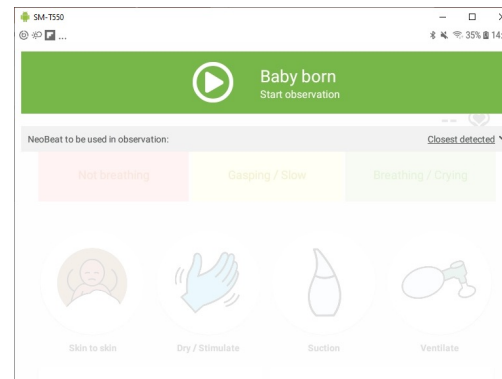 SM-T550
... 35% 14:
Baby born
Start observation
--
NeoBeat to be used in observation: Closest detected
Not breathing Gasping / Slow Breathing / Crying
Skin to skin Dry / Stimulate Suction Ventilate